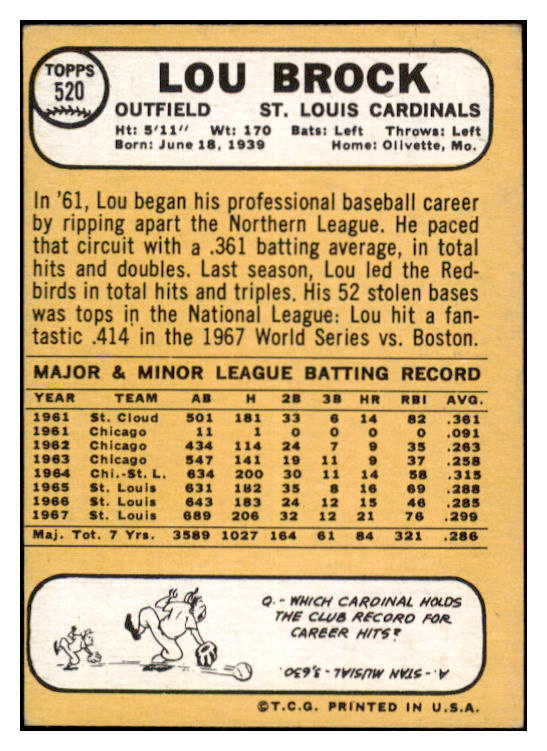 TOPPS
520
LOU BROCK
OUTFIELD ST. LOUIS CARDINALS
Ht: 5'11" Wt: 170 Bats: Left Throws: Left
Born: June 18, 1939 Home: Olivette, Mo.
In '61, Lou began his professional baseball career
by ripping apart the Northern League. He paced
that circuit with a .361 batting average, in total
hits and doubles. Last season, Lou led the Red-
birds in total hits and triples. His 52 stolen bases
was tops in the National League: Lou hit a fan-
tastic .414 in the 1967 World Series vs. Boston.
MAJOR & MINOR LEAGUE BATTING RECORD
YEAR TEAM AB H 2B 3B HR RBI AVG.
1961 St. Cloud 501 181 33 6 14 82 .361
1961 Chicago 11 1 0 0 0 0 .091
1962 Chicago 434 114 24 7 9 35 .263
1963 Chicago 547 141 19 11 9 37 .258
1964 Chi.-St. L. 634 200 30 11 14 58 .315
1965 St. Louis 631 182 35 8 16 69 .288
1966 St. Louis 643 183 24 12 15 46 .285
1967 St. Louis 689 206 32 12 21 76 .299
Maj. Tot. 7 Yrs. 3589 1027 164 61 84 321 .286
Q.- WHICH CARDINAL HOLDS
THE CLUB RECORD FOR
CAREER HITS?
A.- STAN MUSIAL - 3,630.
©T.C.G. PRINTED IN U.S.A.